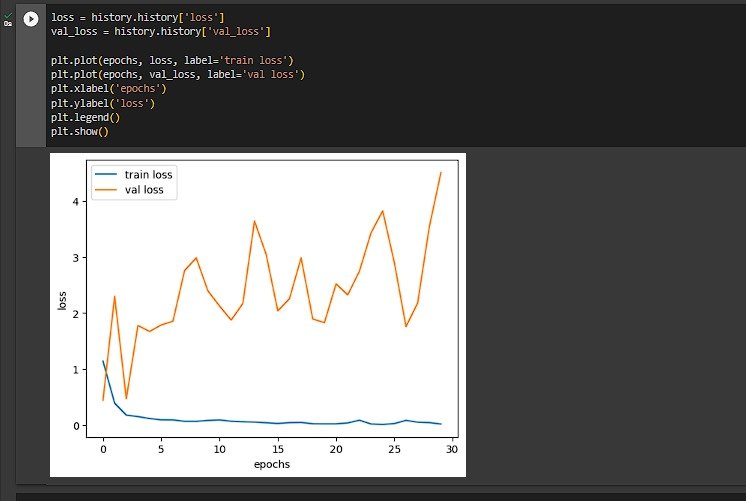 loss = history.history['loss']
val_loss = history.history['val_loss']
plt.plot(epochs, loss, label='train loss')
plt.plot(epochs, val_loss, label='val loss')
plt.xlabel('epochs')
plt.ylabel('loss')
plt.legend()
plt.show()
0s
train loss
val loss
4
3
2
1
0
loss
0 5 10 15 20 25 30
epochs